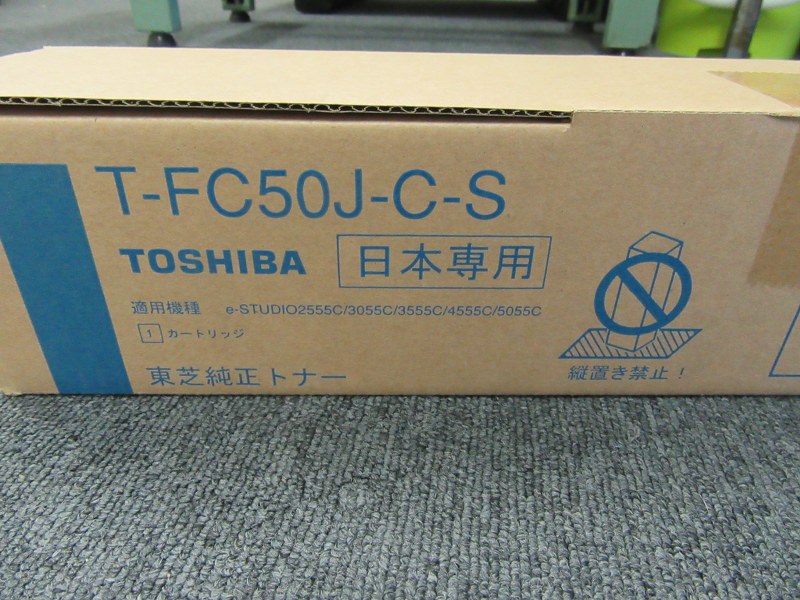 T-FC50J-C-S
TOSHIBA 日本専用
適用機種 e-STUDIO2555C/3055C/3555C/4555C/5055C
1 カートリッジ
東芝純正トナー
縦置き禁止!